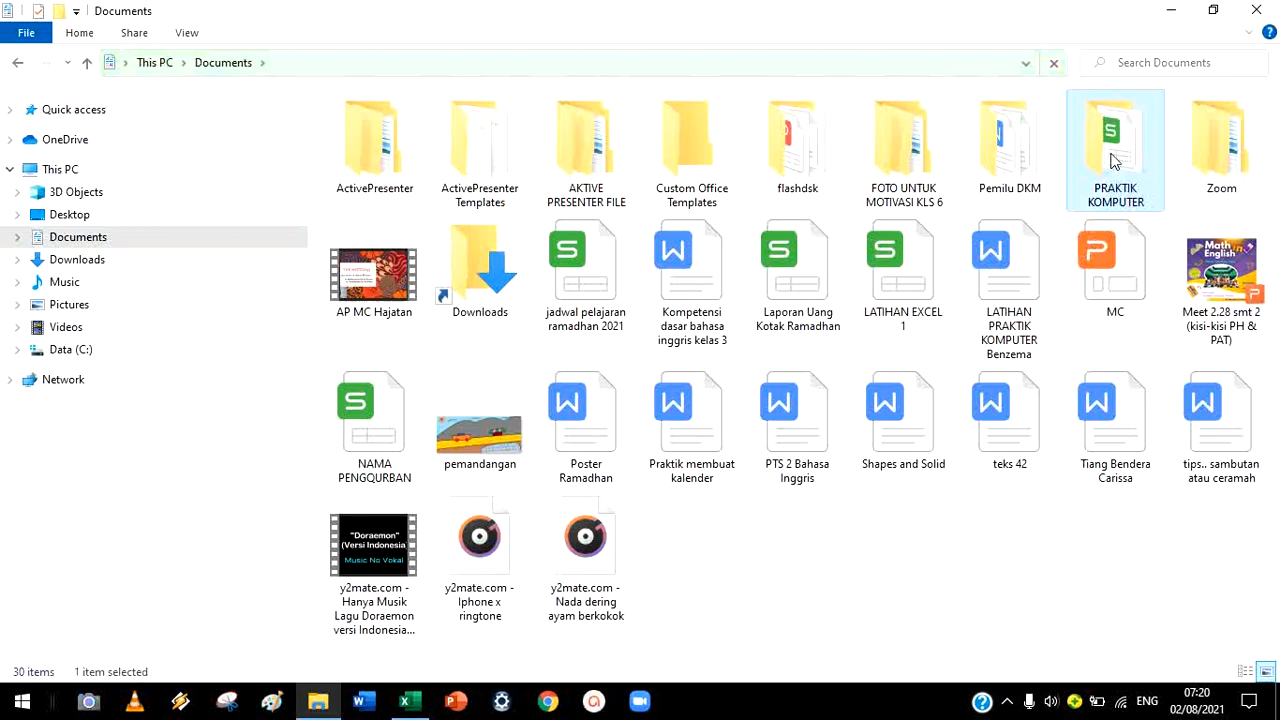 Documents
File
Home
Share
View
This PC
Documents
Search Documents
Quick access
OneDrive
This PC
3D Objects
Desktop
Documents
Downloads
Music
Pictures
Videos
Data (C:)
Network
ActivePresenter
ActivePresenter
Templates
AKTIVE
PRESENTER FILE
Custom Office
Templates
flashdsk
FOTO UNTUK
MOTIVASI KLS 6
Pemilu DKM
PRAKTIK
KOMPUTER
Zoom
AP MC Hajatan
Downloads
jadwal pelajaran
ramadhan 2021
Kompetensi
dasar bahasa
inggris kelas 3
Laporan Uang
Kotak Ramadhan
LATIHAN EXCEL
1
LATIHAN
PRAKTIK
KOMPUTER
Benzema
MC
Math
English
Meet 2.28 smt 2
(kisi-kisi PH &
PAT)
NAMA
PENGQURBAN
pemandangan
Poster
Ramadhan
Praktik membuat
kalender
PTS 2 Bahasa
Inggris
Shapes and Solid
teks 42
Tiang Bendera
Carissa
tips.. sambutan
atau ceramah
"Doraemon"
(Versi Indonesia
Music No Vokal
y2mate.com -
Hanya Musik
Lagu Doraemon
versi Indonesia...
y2mate.com -
Iphone x
ringtone
y2mate.com -
Nada dering
ayam berkokok
30 items
1 item selected
ENG
07:20
02/08/2021